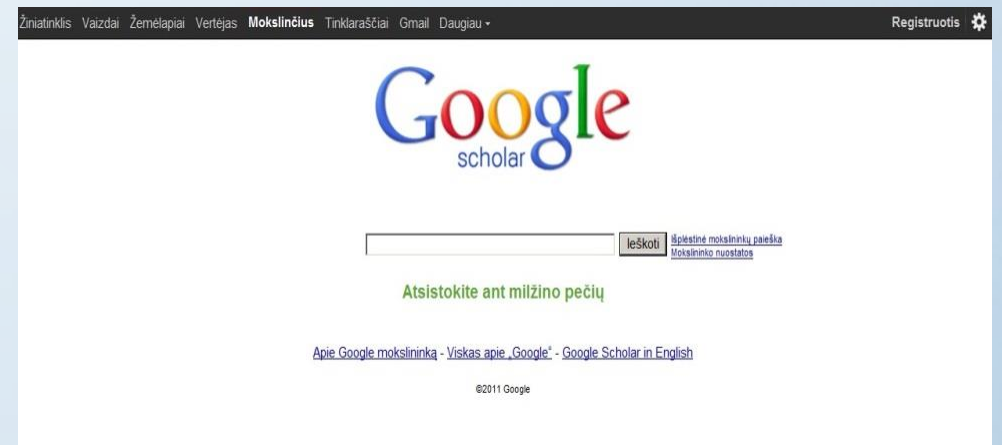 Žiniatinklis Vaizdai Žemėlapiai Vertėjas Mokslinčius Tinklaraščiai Gmail Daugiau Registruotis
Google
scholar
Ieškoti Išplėstinė mokslininkų paieška
Mokslininko nuostatos
Atsistokite ant milžino pečių
Apie Google mokslininką - Viskas apie „Google“ - Google Scholar in English
©2011 Google